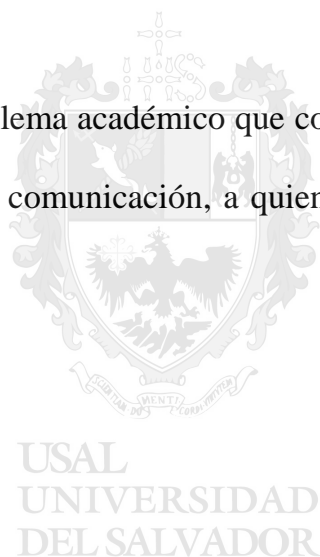 lema académico que co
comunicación, a quien
MENTI
USAL
UNIVERSIDAD
DEL SALVADOR